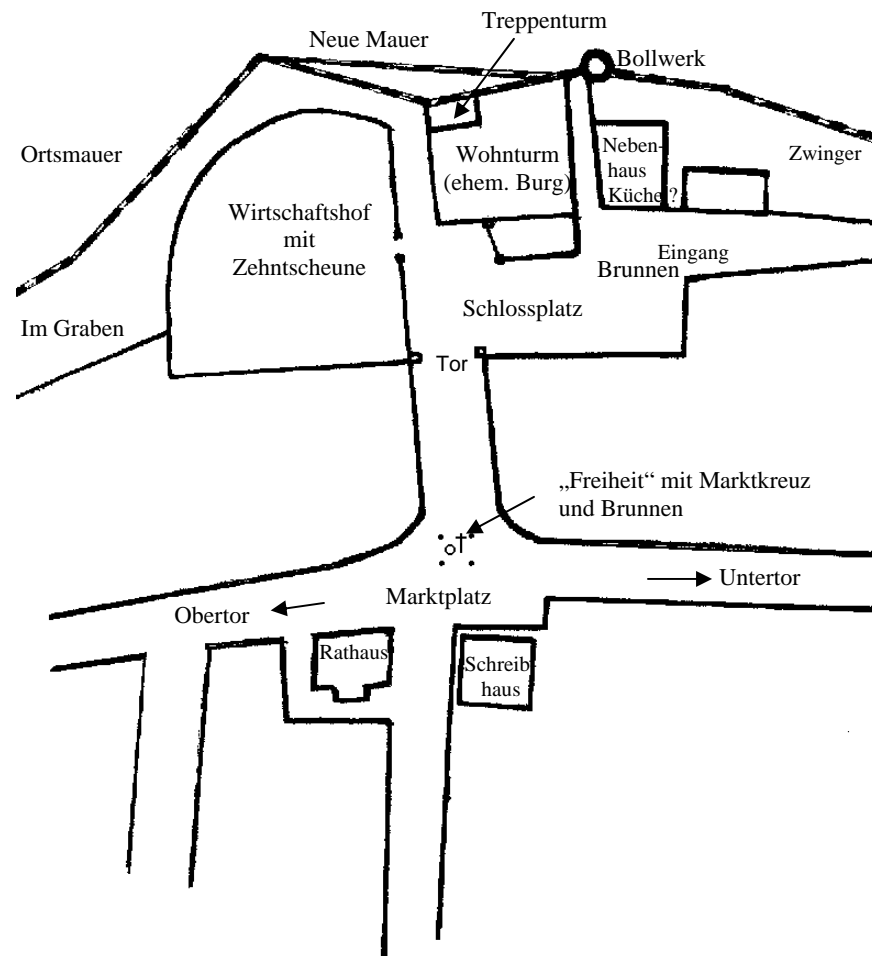 Treppenturm
Neue Mauer
Bollwerk
Ortsmauer
Wohnturm
(ehem. Burg)
Neben-
haus
Küche ?
Zwinger
Wirtschaftshof
mit
Zehntscheune
Eingang
Brunnen
Im Graben
Schlossplatz
Tor
„Freiheit“ mit Marktkreuz
und Brunnen
Untertor
Marktplatz
Obertor
Rathaus
Schreib
haus